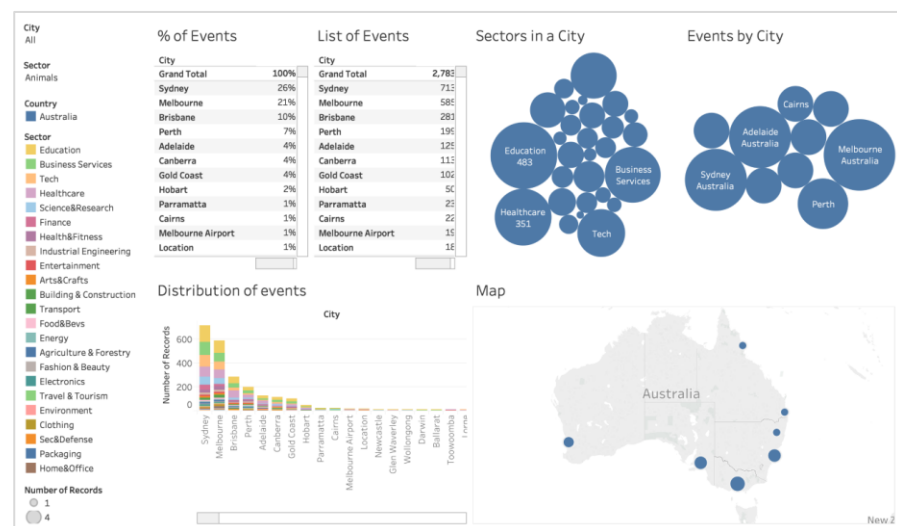 City
All
Sector
Animals
Country
Australia
Sector
Education
Business Services
Tech
Healthcare
Science&Research
Finance
Health&Fitness
Industrial Engineering
Entertainment
Arts&Crafts
Building & Construction
Transport
Food&Bevs
Energy
Agriculture & Forestry
Fashion & Beauty
Electronics
Travel & Tourism
Environment
Clothing
Sec&Defense
Packaging
Home&Office
Number of Records
1
4
% of Events
City
Grand Total 100%
Sydney 26%
Melbourne 21%
Brisbane 10%
Perth 7%
Adelaide 4%
Canberra 4%
Gold Coast 4%
Hobart 2%
Parramatta 1%
Cairns 1%
Melbourne Airport 1%
Location 1%
List of Events
City
Grand Total 2,783
Sydney 713
Melbourne 585
Brisbane 281
Perth 199
Adelaide 125
Canberra 113
Gold Coast 102
Hobart 50
Parramatta 23
Cairns 22
Melbourne Airport 19
Location 18
Sectors in a City
Education
483
Business
Services
Healthcare
351
Tech
Events by City
Cairns
Adelaide
Australia
Melbourne
Australia
Sydney
Australia
Perth
Distribution of events
City
Number of Records
600
400
200
0
Sydney
Melbourne
Brisbane
Perth
Adelaide
Canberra
Gold Coast
Hobart
Parramatta
Cairns
Melbourne Airport
Location
Newcastle
Glen Waverley
Wollongong
Darwin
Ballarat
Toowoomba
Map
Australia
New